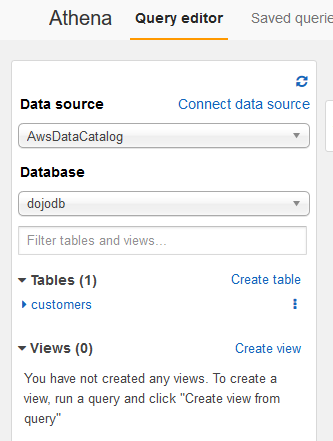 Athena Query editor Saved querie
Data source Connect data source
AwsDataCatalog
Database
dojodb
Filter tables and views...
Tables (1) Create table
customers
Views (0) Create view
You have not created any views. To create a
view, run a query and click "Create view from
query"